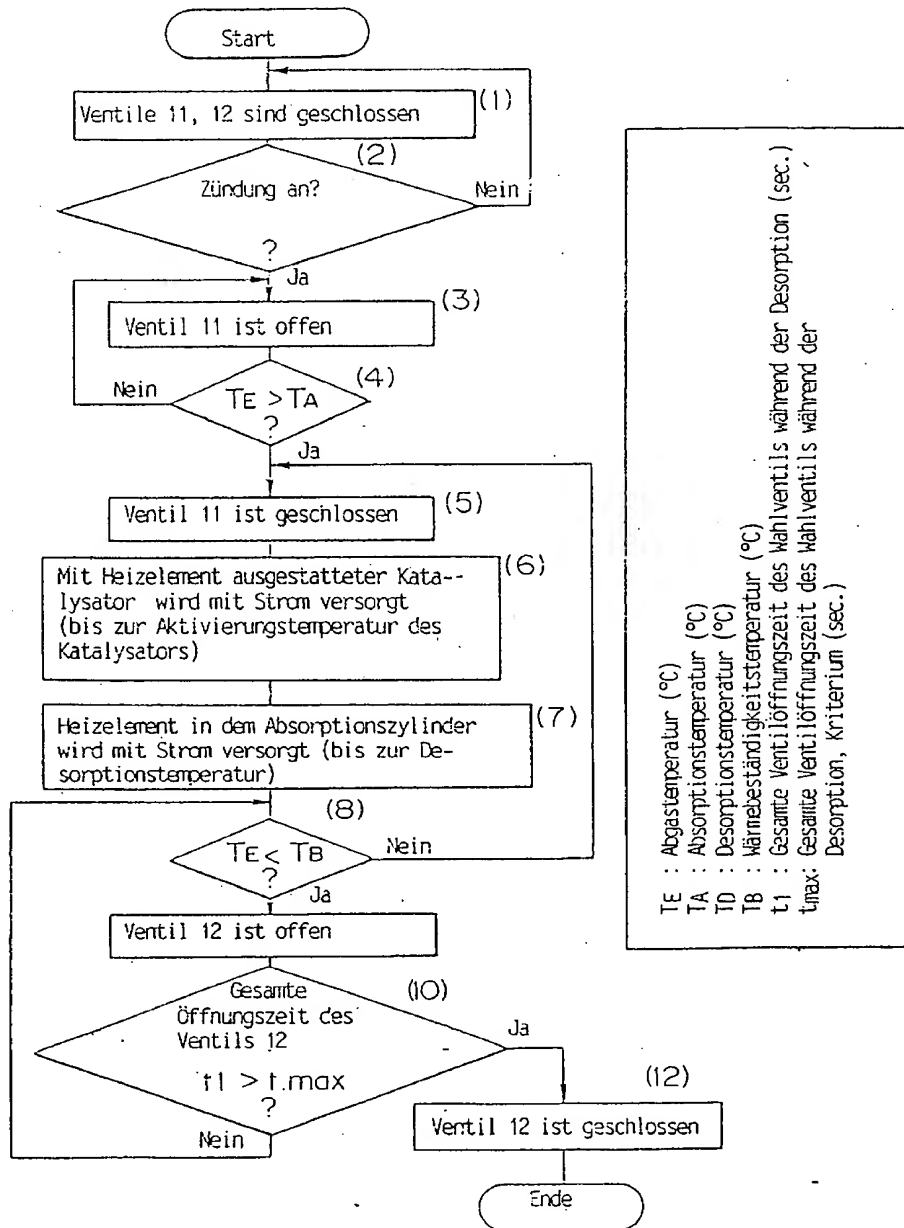 Start
Ventile 11, 12 sind geschlossen
(1)
(2)
Zündung an?
?
Nein
Ja
(3)
Ventil 11 ist offen
(4)
Nein
TE > TA
?
Ja
Ventil 11 ist geschlossen
(5)
Mit Heizelement ausgestatteter Kata--
lysator wird mit Strom versorgt
(bis zur Aktivierungstemperatur des
Katalysators)
(6)
Heizelement in dem Absorptionszylinder
wird mit Strom versorgt (bis zur De-
sorptionstemperatur)
(7)
(8)
TE < TB
?
Nein
Ja
Ventil 12 ist offen
Gesamte
Öffnungszeit des
Ventils 12
t1 > t.max
?
(10)
Ja
Nein
(12)
Ventil 12 ist geschlossen
Ende
TE : Abgastemperatur (°C)
TA : Absorptionstemperatur (°C)
TD : Desorptionstemperatur (°C)
TB : Wärmebeständigkeitstemperatur (°C)
t1 : Gesamte Ventilöffnungszeit des Wahlventils während der Desorption (sec.)
tmax: Gesamte Ventilöffnungszeit des Wahlventils während der
Desorption, Kriterium (sec.)